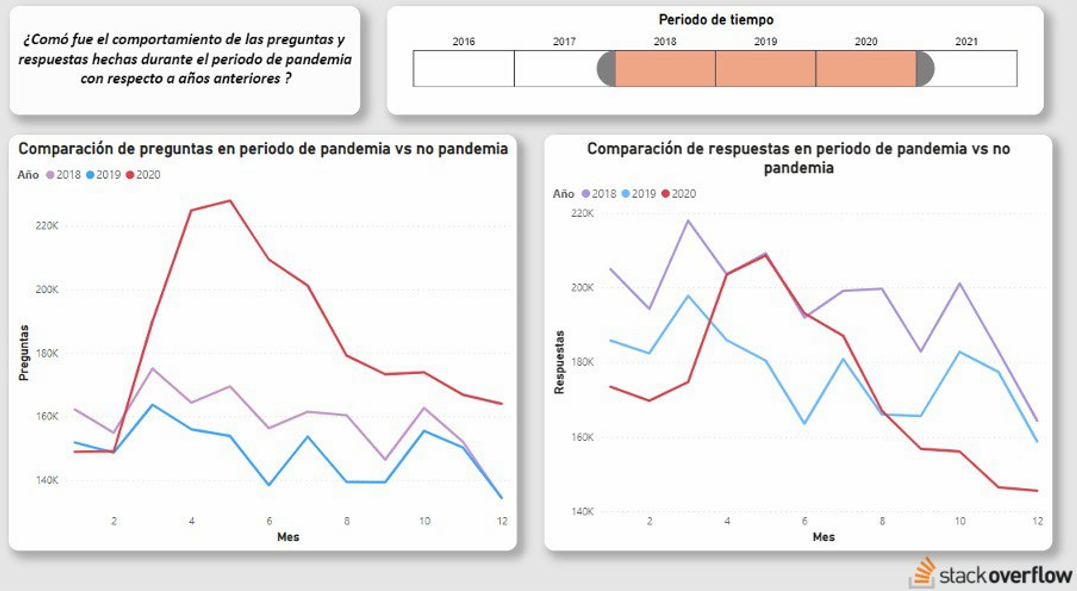 ¿Comó fue el comportamiento de las preguntas y
respuestas hechas durante el periodo de pandemia
con respecto a años anteriores ?
Periodo de tiempo
2016 2017 2018 2019 2020 2021
Comparación de preguntas en periodo de pandemia vs no pandemia
Año 2018 2019 2020
220K
200K
180K
160K
140K
Preguntas
2 4 6 8 10 12
Mes
Comparación de respuestas en periodo de pandemia vs no
pandemia
Año 2018 2019 2020
220K
200K
180K
160K
140K
Respuestas
2 4 6 8 10 12
Mes
stackoverflow